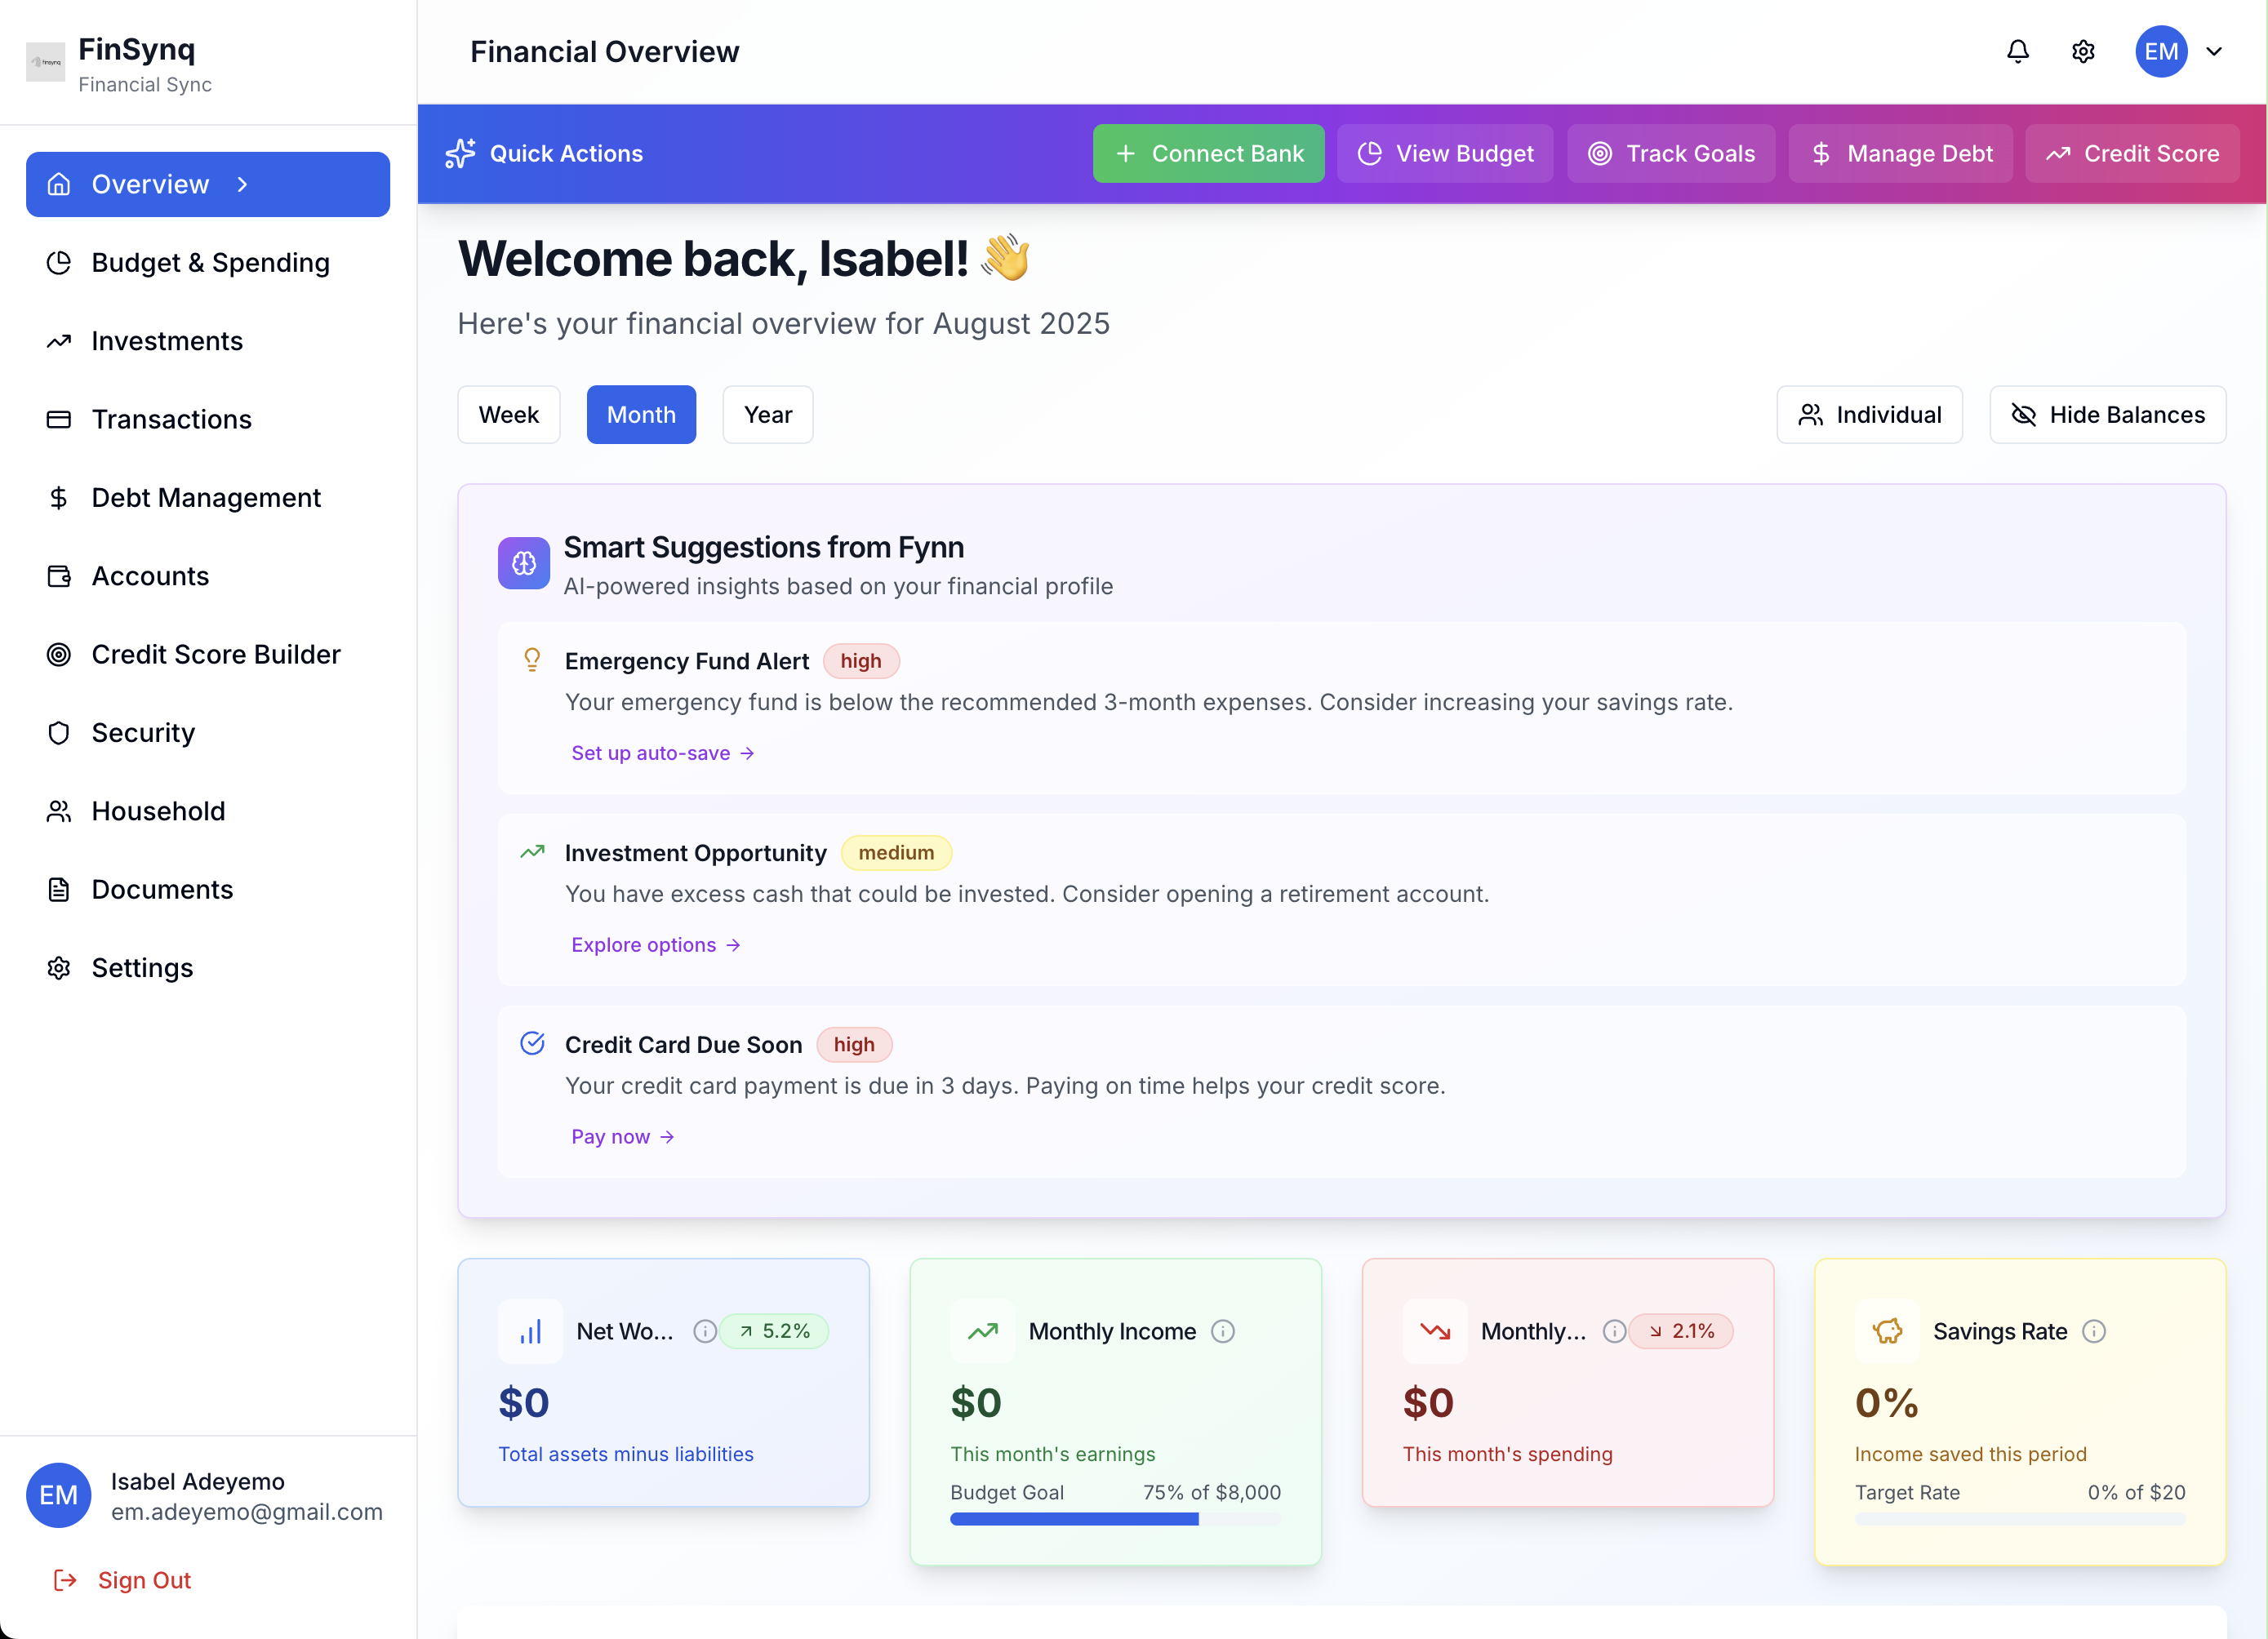 FinSynq
Financial Sync
Overview
Budget & Spending
Investments
Transactions
Debt Management
Accounts
Credit Score Builder
Security
Household
Documents
Settings
EM
Isabel Adeyemo
em.adeyemo@gmail.com
Sign Out
Financial Overview
EM
Quick Actions
Connect Bank
View Budget
Track Goals
Manage Debt
Credit Score
Welcome back, Isabel! 👋
Here's your financial overview for August 2025
Week
Month
Year
Individual
Hide Balances
Smart Suggestions from Fynn
AI-powered insights based on your financial profile
Emergency Fund Alert high
Your emergency fund is below the recommended 3-month expenses. Consider increasing your savings rate.
Set up auto-save →
Investment Opportunity medium
You have excess cash that could be invested. Consider opening a retirement account.
Explore options →
Credit Card Due Soon high
Your credit card payment is due in 3 days. Paying on time helps your credit score.
Pay now →
Net Wo... 5.2%
$0
Total assets minus liabilities
Monthly Income
$0
This month's earnings
Budget Goal 75% of $8,000
Monthly... 2.1%
$0
This month's spending
Savings Rate
0%
Income saved this period
Target Rate 0% of $20